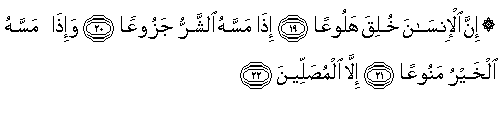 ۞ إِنَّ ٱلْإِنسَـٰنَ خُلِقَ هَلُوعًا ﴿١٩﴾ إِذَا مَسَّهُ ٱلشَّرُّ جَزُوعًا ﴿٢٠﴾ وَإِذَا مَسَّهُ
ٱلْخَيْرُ مَنُوعًا ﴿٢١﴾ إِلَّا ٱلْمُصَلِّينَ ﴿٢٢﴾